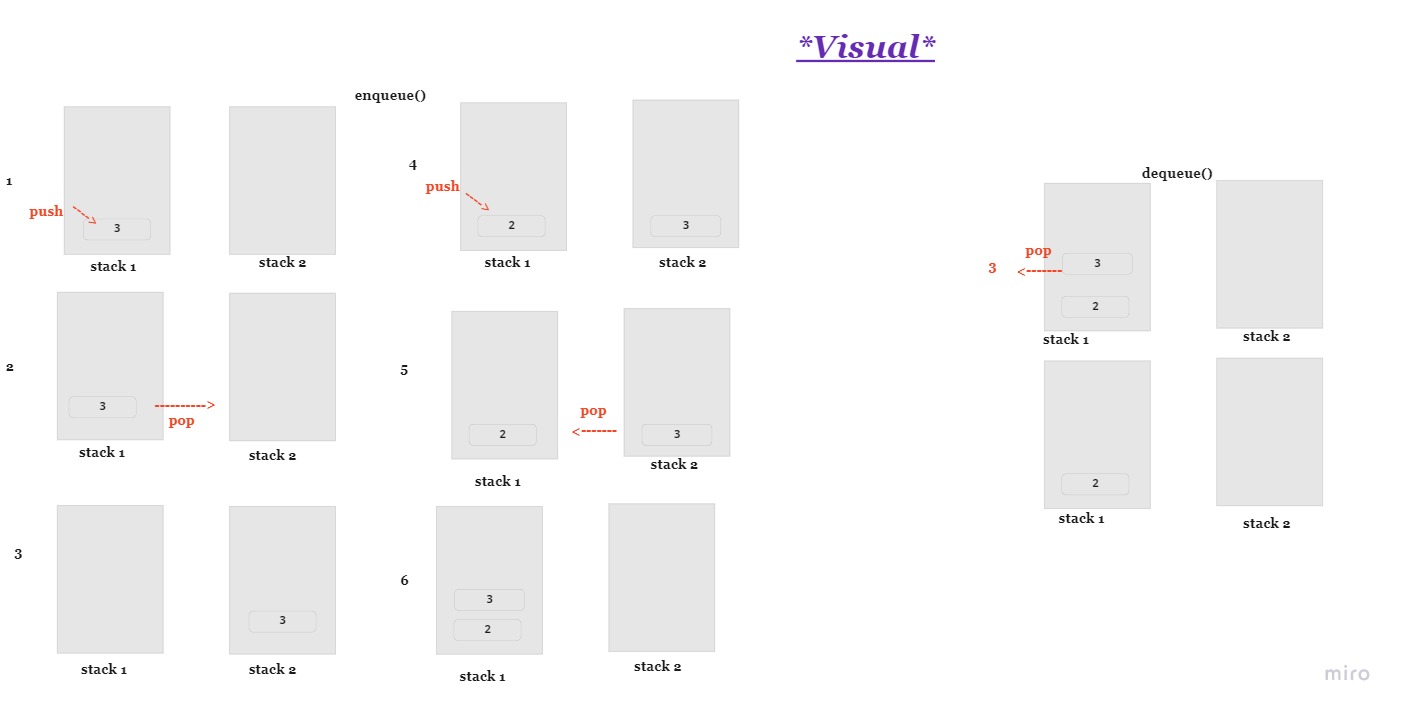 *Visual*
enqueue()
1
push
3
stack 1
stack 2
2
3
pop
stack 1
stack 2
3
3
stack 1
stack 2
4
push
2
3
stack 1
stack 2
5
pop
2
3
stack 1
stack 2
6
3
2
stack 1
stack 2
dequeue()
pop
3
3
2
stack 1
stack 2
2
stack 1
stack 2
miro